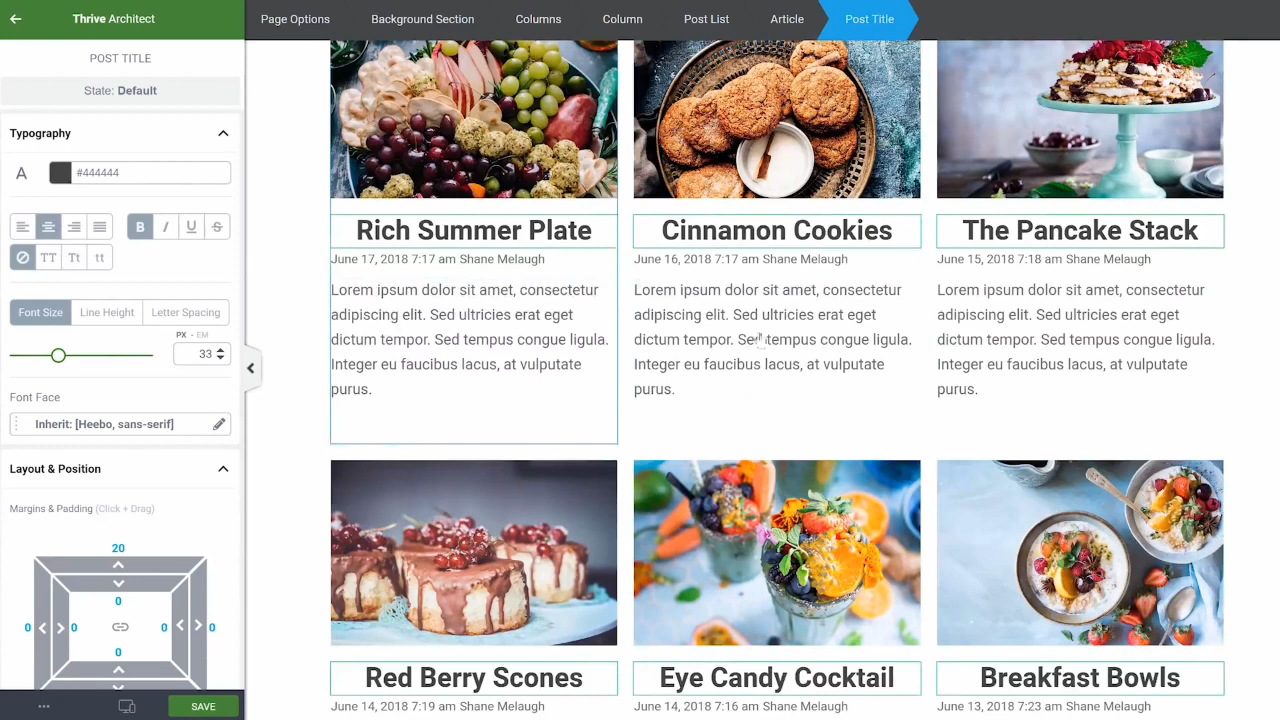 Thrive Architect
Page Options
Background Section
Columns
Column
Post List
Article
Post Title
POST TITLE
State: Default
Typography
A
#444444
B I U S
TT Tt tt
Font Size
Line Height
Letter Spacing
PX - EM
33
Font Face
Inherit: [Heebo, sans-serif]
Layout & Position
Margins & Padding (Click + Drag)
20
0
0 0 0 0
0
SAVE
Rich Summer Plate
June 17, 2018 7:17 am Shane Melaugh
Lorem ipsum dolor sit amet, consectetur
adipiscing elit. Sed ultricies erat eget
dictum tempor. Sed tempus congue ligula.
Integer eu faucibus lacus, at vulputate
purus.
Cinnamon Cookies
June 16, 2018 7:17 am Shane Melaugh
Lorem ipsum dolor sit amet, consectetur
adipiscing elit. Sed ultricies erat eget
dictum tempor. Sed tempus congue ligula.
Integer eu faucibus lacus, at vulputate
purus.
The Pancake Stack
June 15, 2018 7:18 am Shane Melaugh
Lorem ipsum dolor sit amet, consectetur
adipiscing elit. Sed ultricies erat eget
dictum tempor. Sed tempus congue ligula.
Integer eu faucibus lacus, at vulputate
purus.
Red Berry Scones
June 14, 2018 7:19 am Shane Melaugh
Eye Candy Cocktail
June 14, 2018 7:16 am Shane Melaugh
Breakfast Bowls
June 13, 2018 7:23 am Shane Melaugh